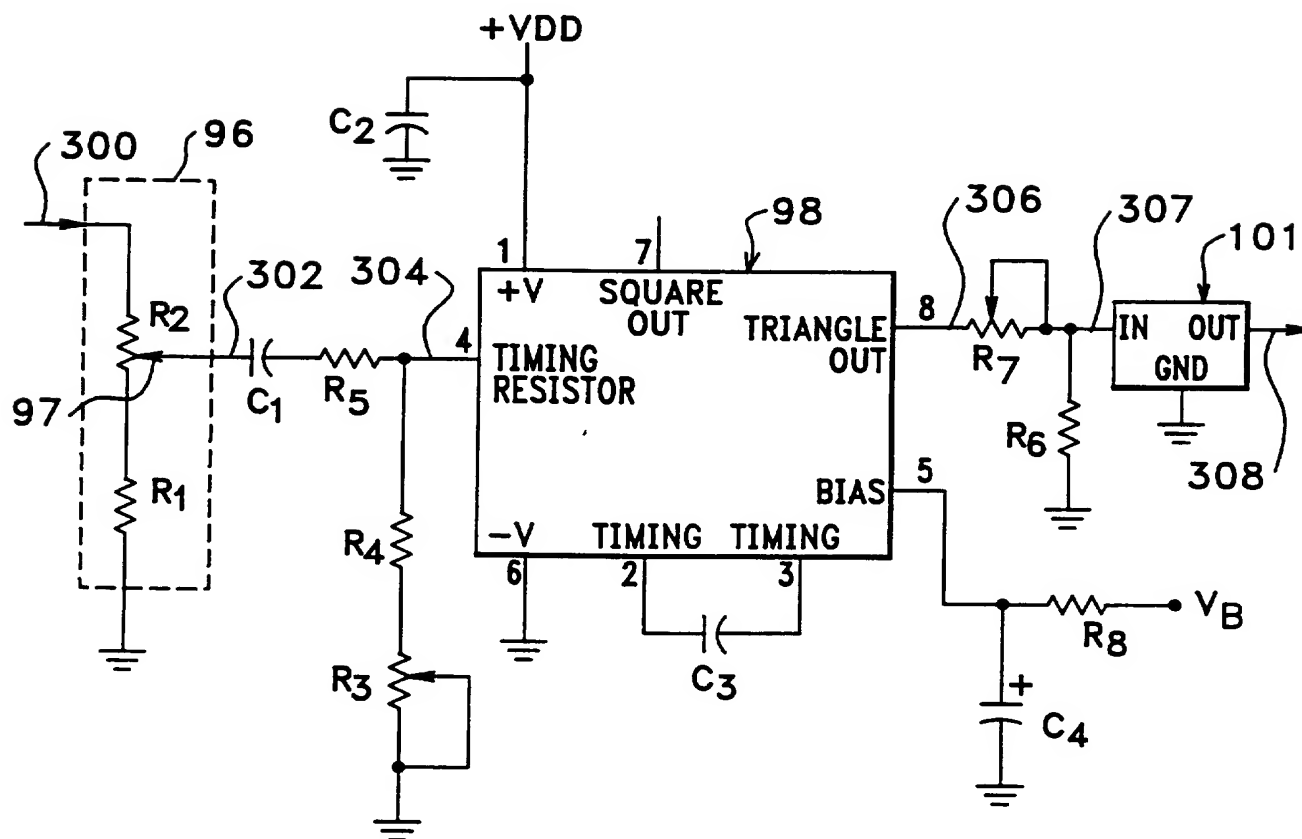 +VDD
C2
96
300
302
304
1
7
98
306
307
101
+V
SQUARE
OUT
TRIANGLE
OUT
8
IN OUT
GND
R2
4
TIMING
RESISTOR
R7
97
C1
R5
R6
308
R1
BIAS
5
R4
-V
TIMING TIMING
6
2
3
VB
R8
R3
C3
+
C4